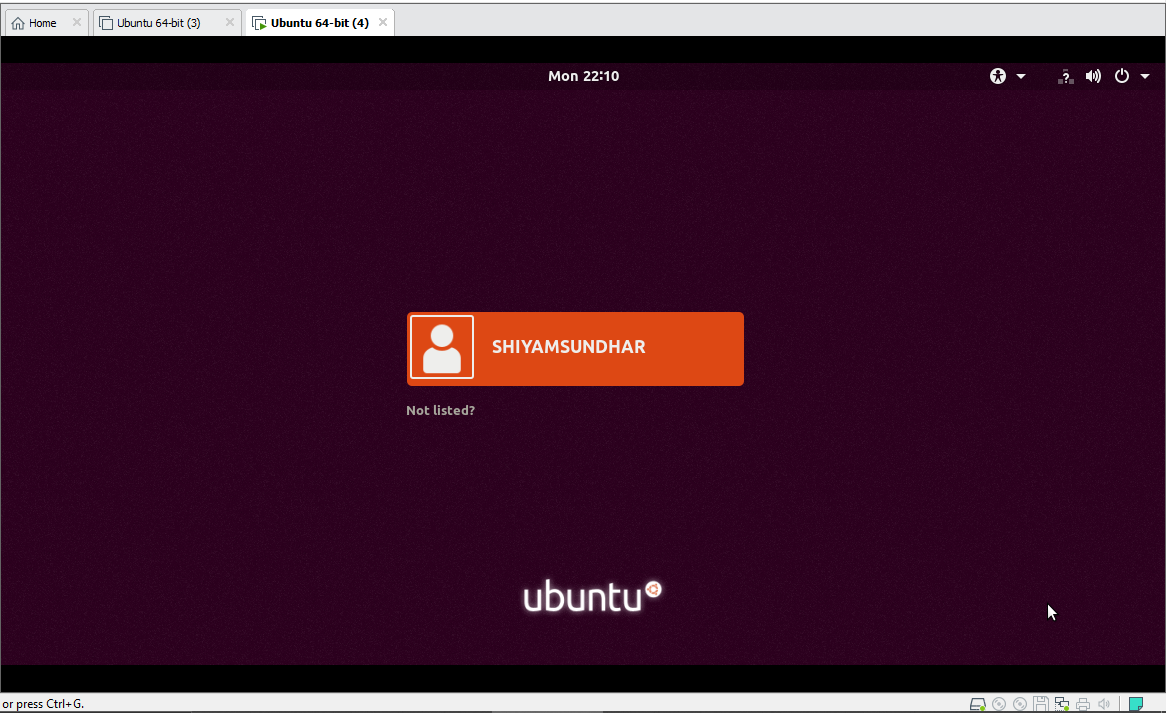 Home
Ubuntu 64-bit (3)
Ubuntu 64-bit (4)
Mon 22:10
?
SHIYAMSUNDHAR
Not listed?
ubuntu
or press Ctrl+G.